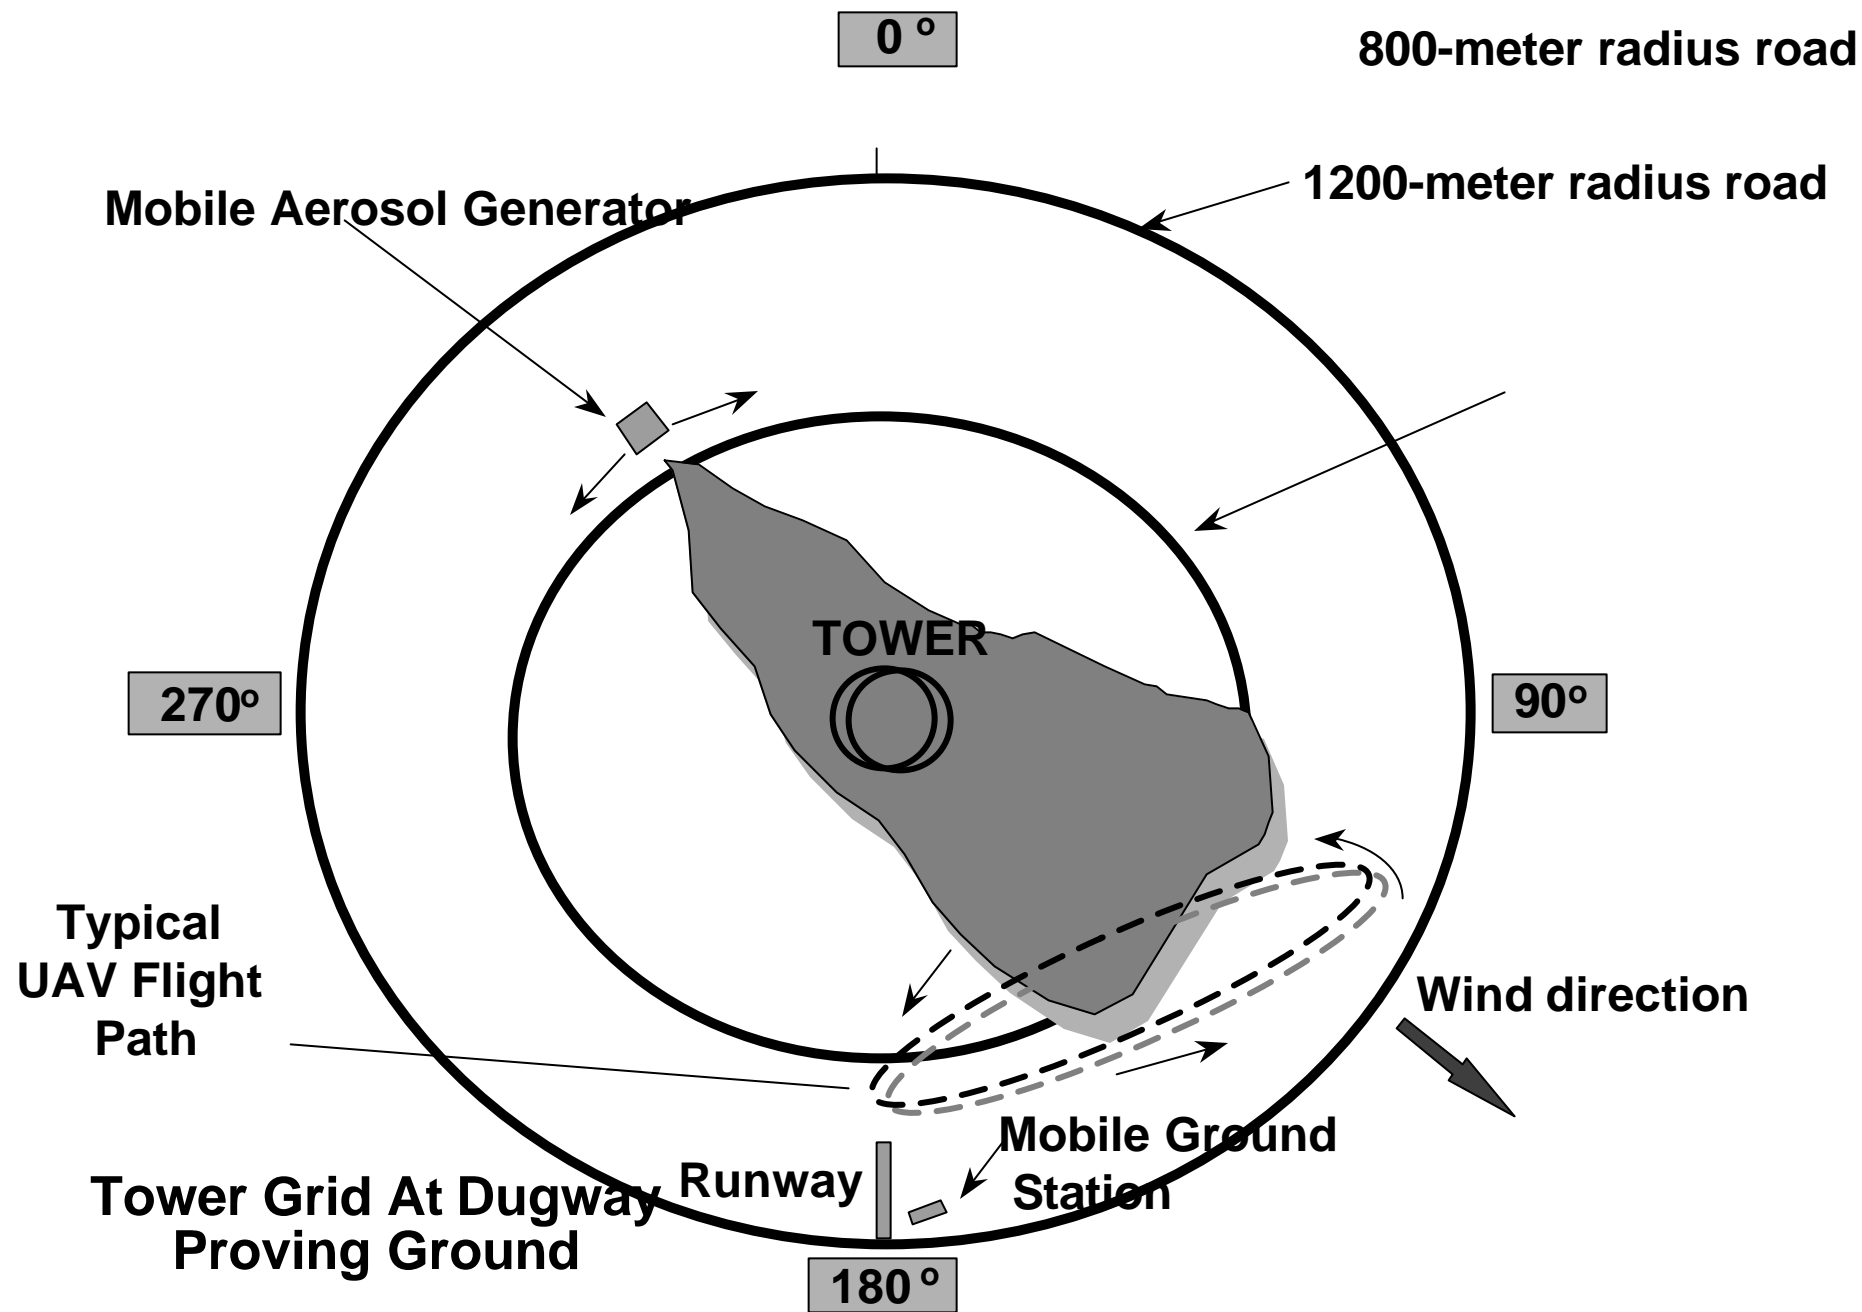 0 º
800-meter radius road
1200-meter radius road
Mobile Aerosol Generator
TOWER
270º
90º
Typical
UAV Flight
Path
Wind direction
Mobile Ground
Station
Runway
Tower Grid At Dugway
Proving Ground
180 º